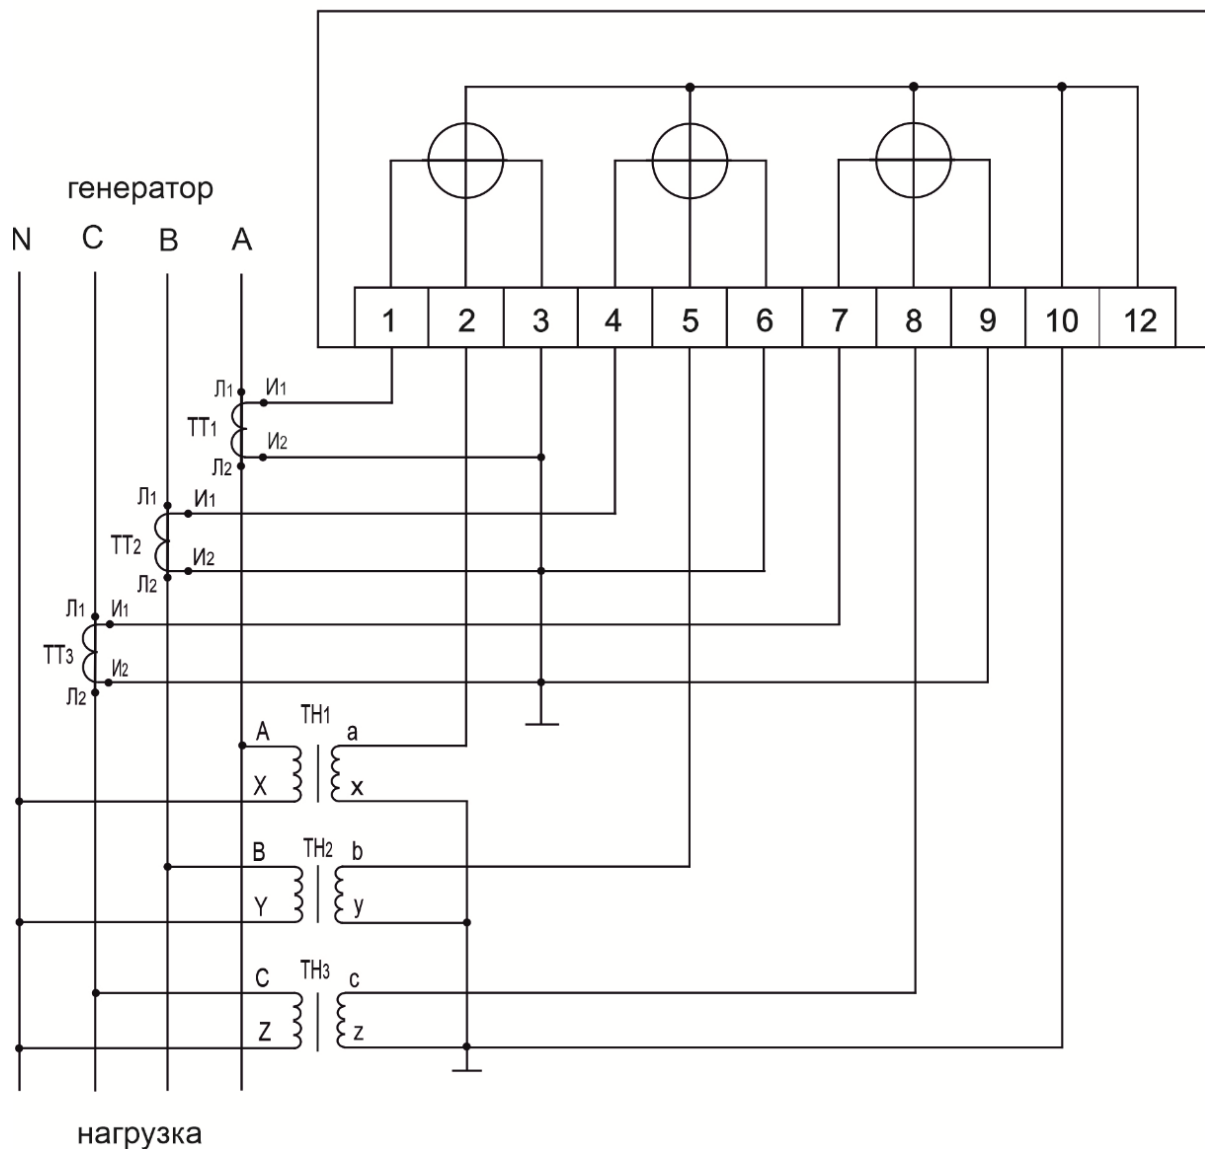 генератор
N C B A
1 2 3 4 5 6 7 8 9 10 12
Л1 И1
ТТ1
И2
Л2
Л1 И1
ТТ2
И2
Л2
Л1 И1
ТТ3
И2
Л2
ТН1
A a
X x
ТН2
B b
Y y
ТН3
C c
Z z
нагрузка